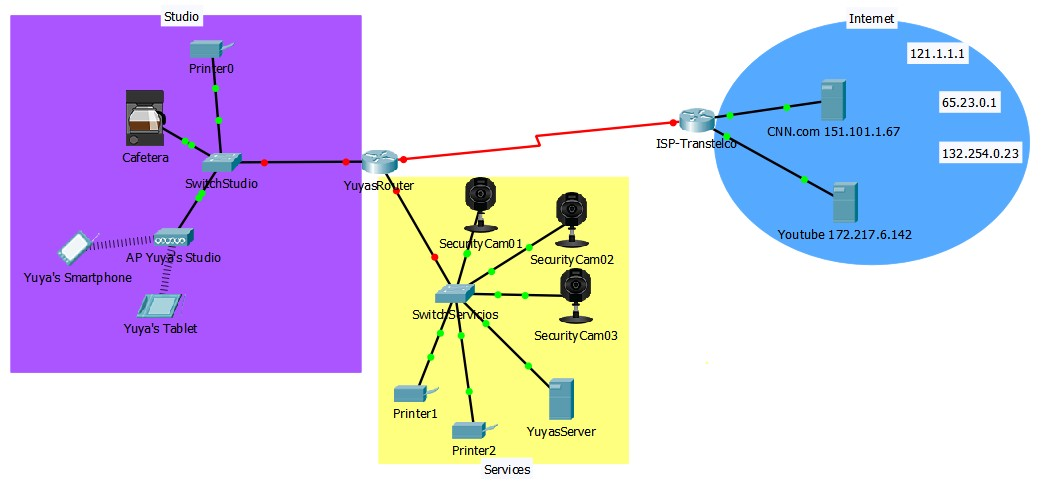 Studio
Internet
Printer0
121.1.1.1
65.23.0.1
CNN.com 151.101.1.67
ISP-Transtelco
Cafetera
132.254.0.23
SwitchStudio
YuyasRouter
SecurityCam01
Youtube 172.217.6.142
AP Yuya's Studio
SecurityCam02
Yuya's Smartphone
SwitchServicios
Yuya's Tablet
SecurityCam03
Printer1
YuyasServer
Printer2
Services